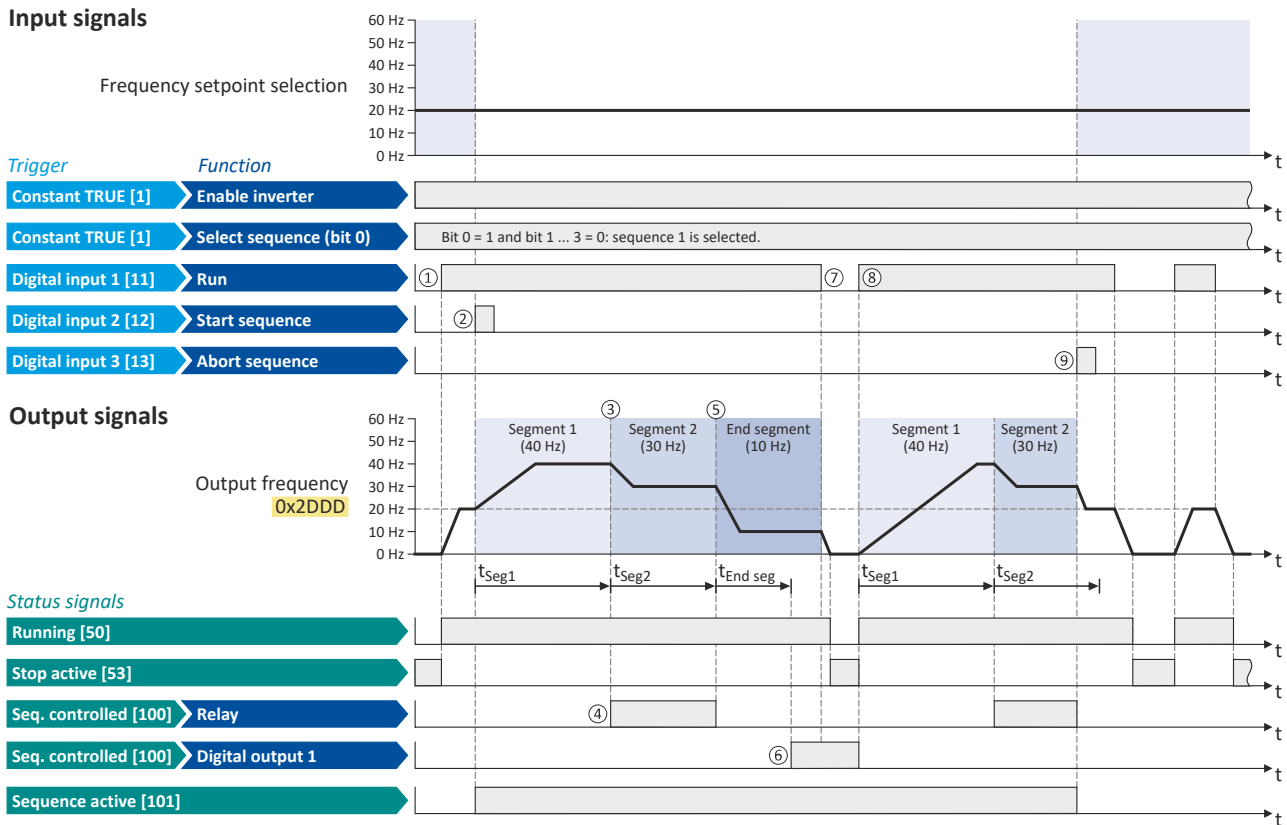 Input signals
60 Hz
50 Hz
40 Hz
30 Hz
20 Hz
10 Hz
0 Hz
Frequency setpoint selection
t
Trigger
Function
Constant TRUE [1]
Enable inverter
t
Constant TRUE [1]
Select sequence (bit 0)
Bit 0 = 1 and bit 1 ... 3 = 0: sequence 1 is selected.
t
Digital input 1 [11]
Run
①
⑦
⑧
t
Digital input 2 [12]
Start sequence
②
t
Digital input 3 [13]
Abort sequence
⑨
t
Output signals
60 Hz
50 Hz
40 Hz
30 Hz
20 Hz
10 Hz
0 Hz
Output frequency
0x2DDD
③
⑤
Segment 1
(40 Hz)
Segment 2
(30 Hz)
End segment
(10 Hz)
Segment 1
(40 Hz)
Segment 2
(30 Hz)
t
tSeg1
tSeg2
tEnd seg
tSeg1
tSeg2
Status signals
Running [50]
t
Stop active [53]
t
Seq. controlled [100]
Relay
④
t
Seq. controlled [100]
Digital output 1
⑥
t
Sequence active [101]
t